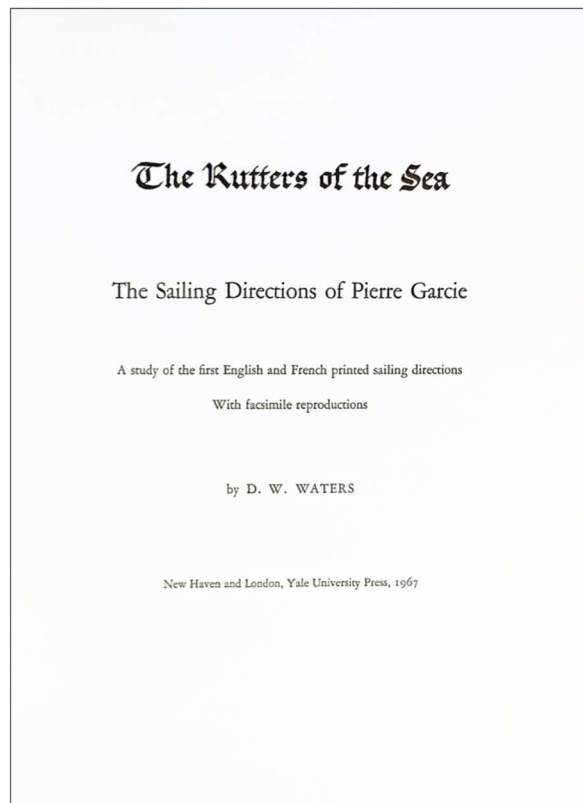 The Rutters of the Sea
The Sailing Directions of Pierre Garcie
A study of the first English and French printed sailing directions
With facsimile reproductions
by D. W. WATERS
New Haven and London, Yale University Press, 1967